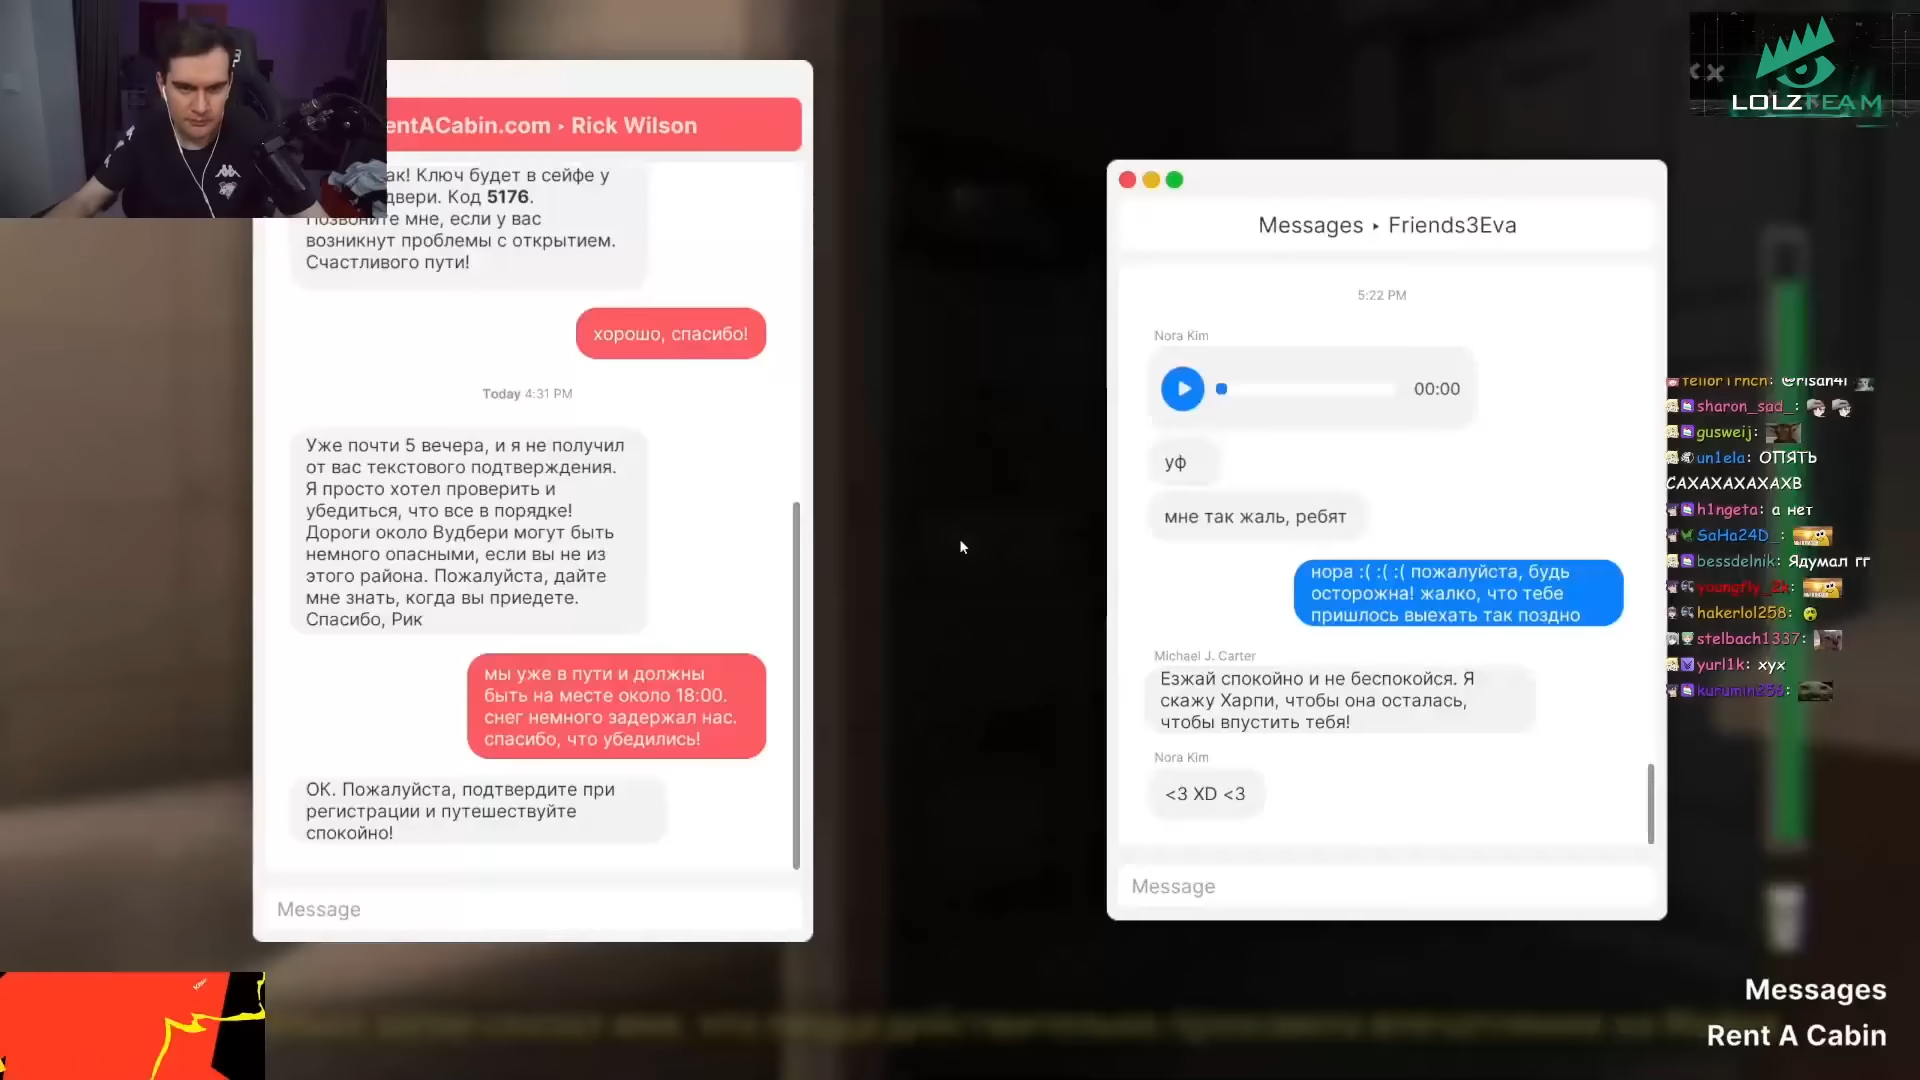 entACabin.com ▸ Rick Wilson
ак! Ключ будет в сейфе у
двери. Код 5176.
Позвоните мне, если у вас
возникнут проблемы с открытием.
Счастливого пути!
хорошо, спасибо!
Today 4:31 PM
Уже почти 5 вечера, и я не получил
от вас текстового подтверждения.
Я просто хотел проверить и
убедиться, что все в порядке!
Дороги около Вудбери могут быть
немного опасными, если вы не из
этого района. Пожалуйста, дайте
мне знать, когда вы приедете.
Спасибо, Рик
мы уже в пути и должны
быть на месте около 18:00.
снег немного задержал нас.
спасибо, что убедились!
ОК. Пожалуйста, подтвердите при
регистрации и путешествуйте
спокойно!
Message
Messages ▸ Friends3Eva
5:22 PM
Nora Kim
00:00
уф
мне так жаль, ребят
нора :( :( :( пожалуйста, будь
осторожна! жалко, что тебе
пришлось выехать так поздно
Michael J. Carter
Езжай спокойно и не беспокойся. Я
скажу Харпи, чтобы она осталась,
чтобы впустить тебя!
Nora Kim
<3 XD <3
Message
LOLZTEAM
sharon_sad_:
gusweij:
un1ela: ОПЯТЬ
САХАХАХАХАХВ
h1ngeta: а нет
SaHa24D_:
bessdelnik: Ядумал гг
youngfly_2k:
hakerlol258:
stelbach1337:
yurl1k: хух
kurumin256:
Messages
Rent A Cabin